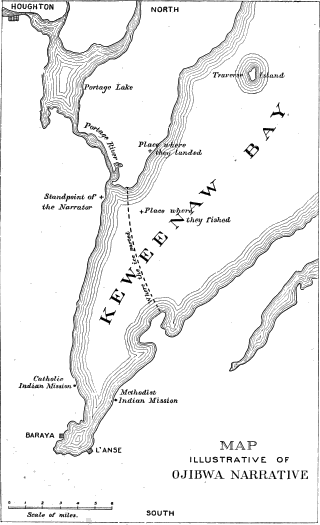 HOUGHTON
NORTH
Traverse Island
Portage Lake
Portage River
Place where
they landed
Standpoint of
the Narrator
Place where
they fished
KEWEENAW BAY
Catholic
Indian Mission
Methodist
Indian Mission
BARAYA
L'ANSE
MAP
ILLUSTRATIVE OF
OJIBWA NARRATIVE
0 1 2 3 4 5 6
Scale of miles.
SOUTH